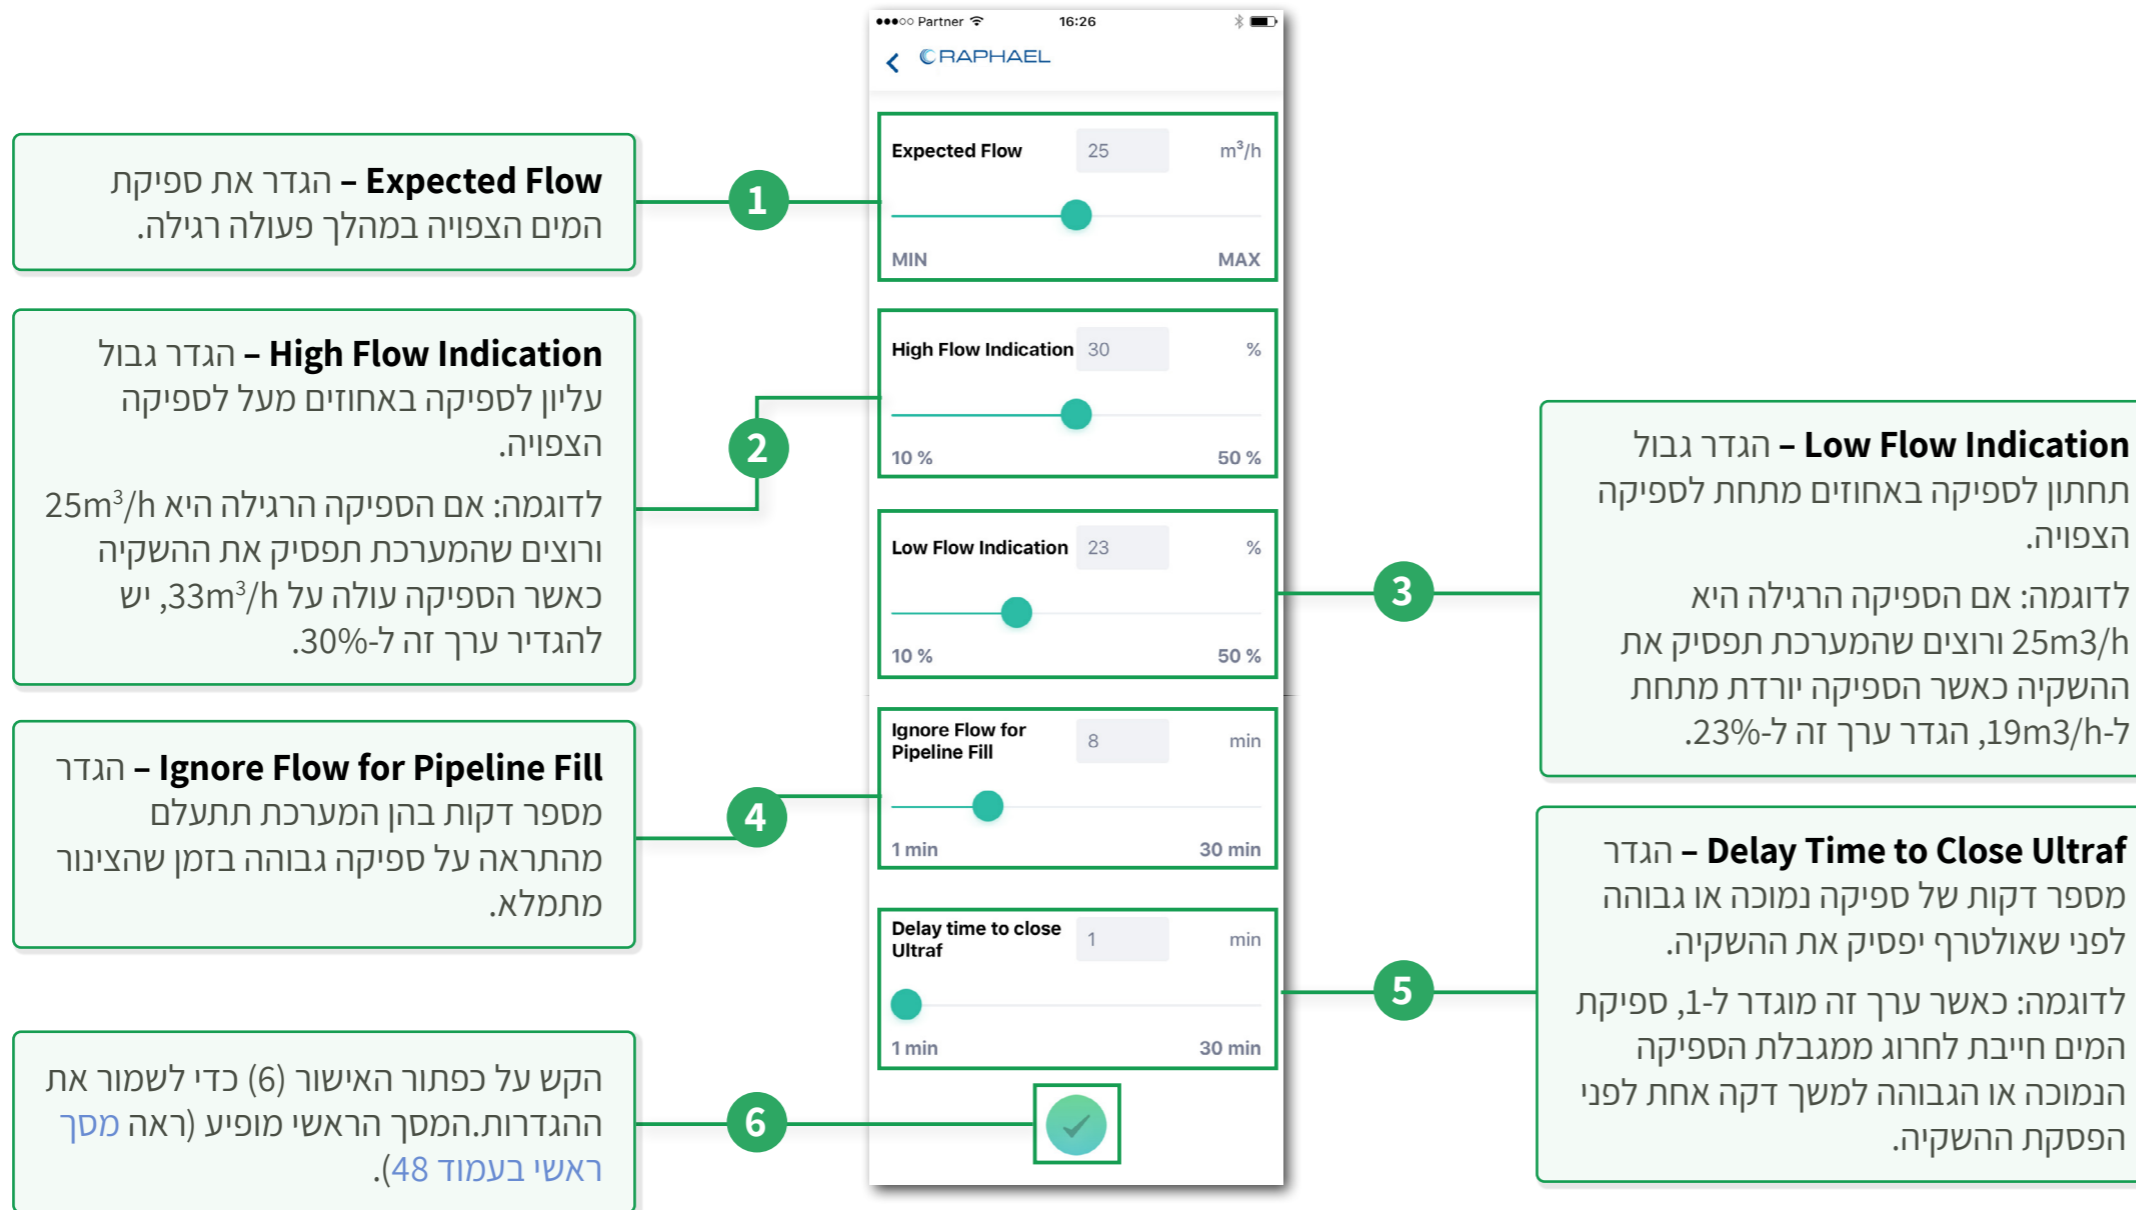 Partner 16:26
RAPHAEL
Expected Flow 25 m³/h
MIN MAX
High Flow Indication 30 %
10 % 50 %
Low Flow Indication 23 %
10 % 50 %
Ignore Flow for
Pipeline Fill 8 min
1 min 30 min
Delay time to close
Ultraf 1 min
1 min 30 min
1
Expected Flow – הגדר את ספיקת
המים הצפויה במהלך פעולה רגילה.
2
High Flow Indication – הגדר גבול
עליון לספיקה באחוזים מעל לספיקה
הצפויה.
לדוגמה: אם הספיקה הרגילה היא 25m³/h
ורוצים שהמערכת תפסיק את ההשקיה
כאשר הספיקה עולה על 33m³/h, יש
להגדיר ערך זה ל-30%.
3
Low Flow Indication – הגדר גבול
תחתון לספיקה באחוזים מתחת לספיקה
הצפויה.
לדוגמה: אם הספיקה הרגילה היא
25m3/h ורוצים שהמערכת תפסיק את
ההשקיה כאשר הספיקה יורדת מתחת
ל-19m3/h, הגדר ערך זה ל-23%.
4
Ignore Flow for Pipeline Fill – הגדר
מספר דקות בהן המערכת תתעלם
מהתראה על ספיקה גבוהה בזמן שהצינור
מתמלא.
5
Delay Time to Close Ultraf – הגדר
מספר דקות של ספיקה נמוכה או גבוהה
לפני שאולטרף יפסיק את ההשקיה.
לדוגמה: כאשר ערך זה מוגדר ל-1, ספיקת
המים חייבת לחרוג ממגבלת הספיקה
הנמוכה או הגבוהה למשך דקה אחת לפני
הפסקת ההשקיה.
6
הקש על כפתור האישור (6) כדי לשמור את
ההגדרות.המסך הראשי מופיע (ראה מסך
ראשי בעמוד 48).